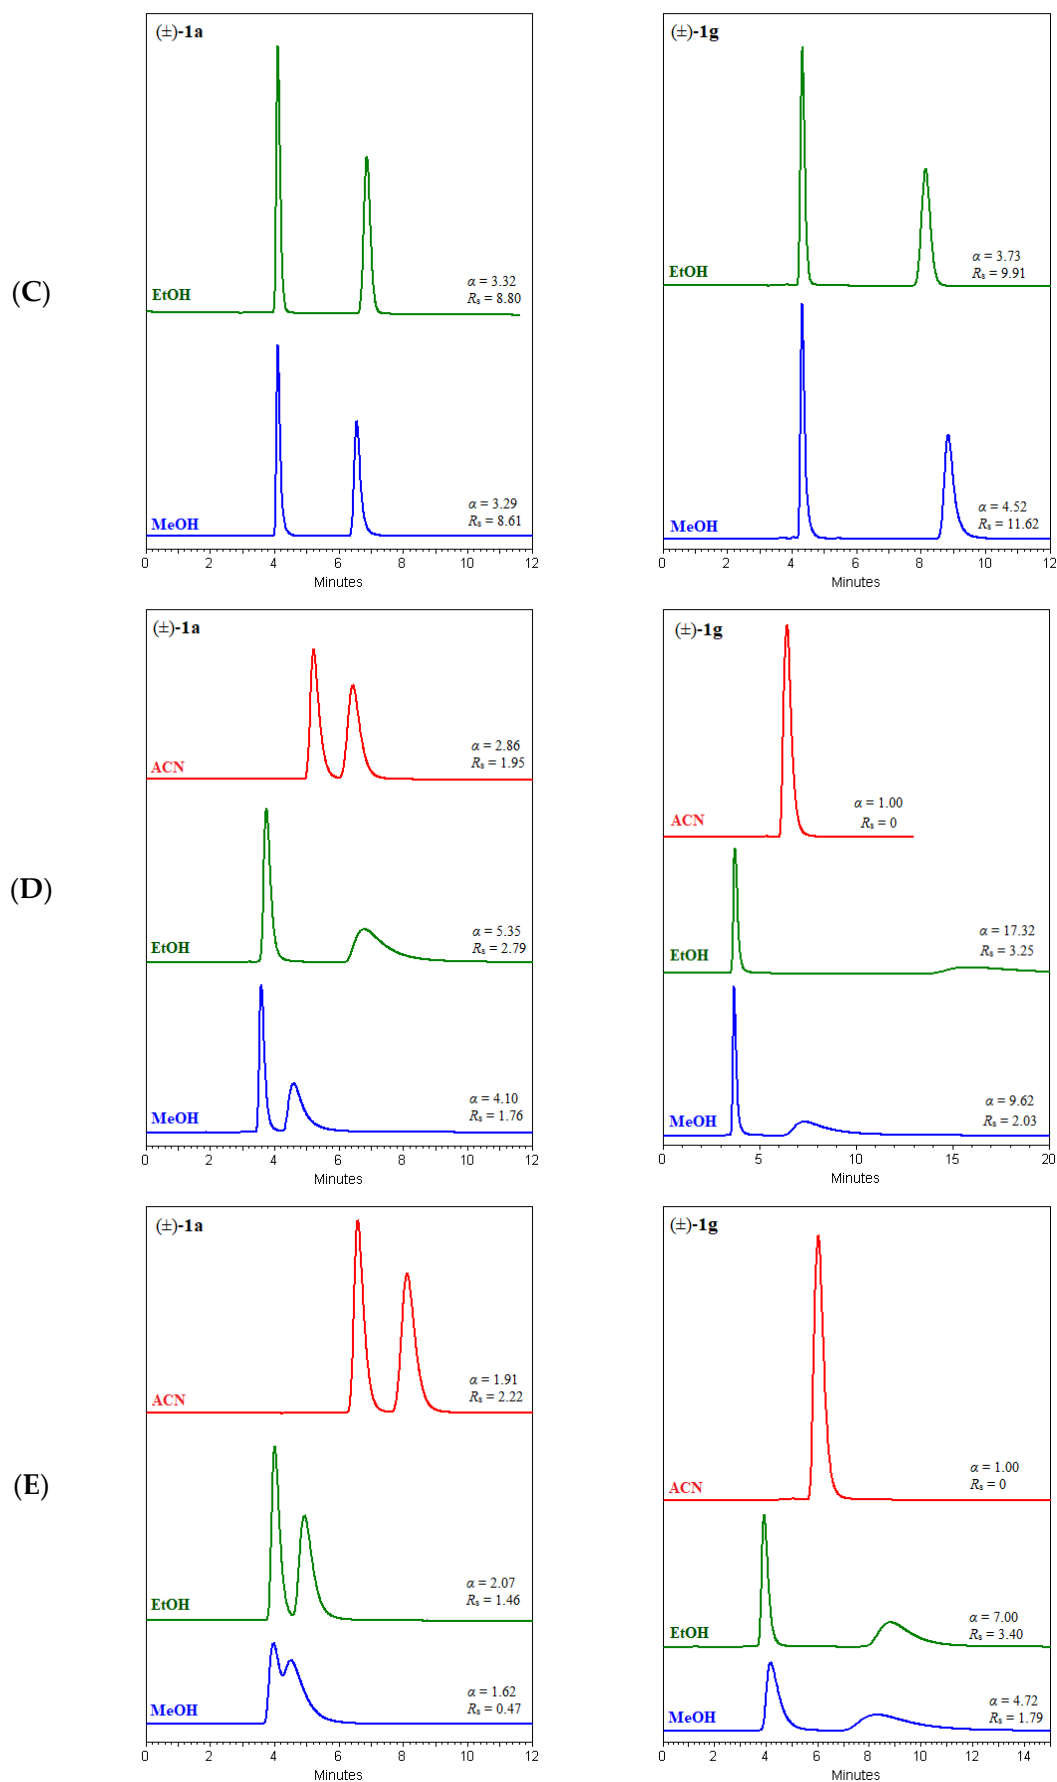 (C)
(±)-1a
EtOH
α = 3.32
Rs = 8.80
MeOH
α = 3.29
Rs = 8.61
0 2 4 6 8 10 12
Minutes
(±)-1g
EtOH
α = 3.73
Rs = 9.91
MeOH
α = 4.52
Rs = 11.62
0 2 4 6 8 10 12
Minutes
(D)
(±)-1a
ACN
α = 2.86
Rs = 1.95
EtOH
α = 5.35
Rs = 2.79
MeOH
α = 4.10
Rs = 1.76
0 2 4 6 8 10 12
Minutes
(±)-1g
ACN
α = 1.00
Rs = 0
EtOH
α = 17.32
Rs = 3.25
MeOH
α = 9.62
Rs = 2.03
0 5 10 15 20
Minutes
(E)
(±)-1a
ACN
α = 1.91
Rs = 2.22
EtOH
α = 2.07
Rs = 1.46
MeOH
α = 1.62
Rs = 0.47
0 2 4 6 8 10 12
Minutes
(±)-1g
ACN
α = 1.00
Rs = 0
EtOH
α = 7.00
Rs = 3.40
MeOH
α = 4.72
Rs = 1.79
0 2 4 6 8 10 12 14
Minutes